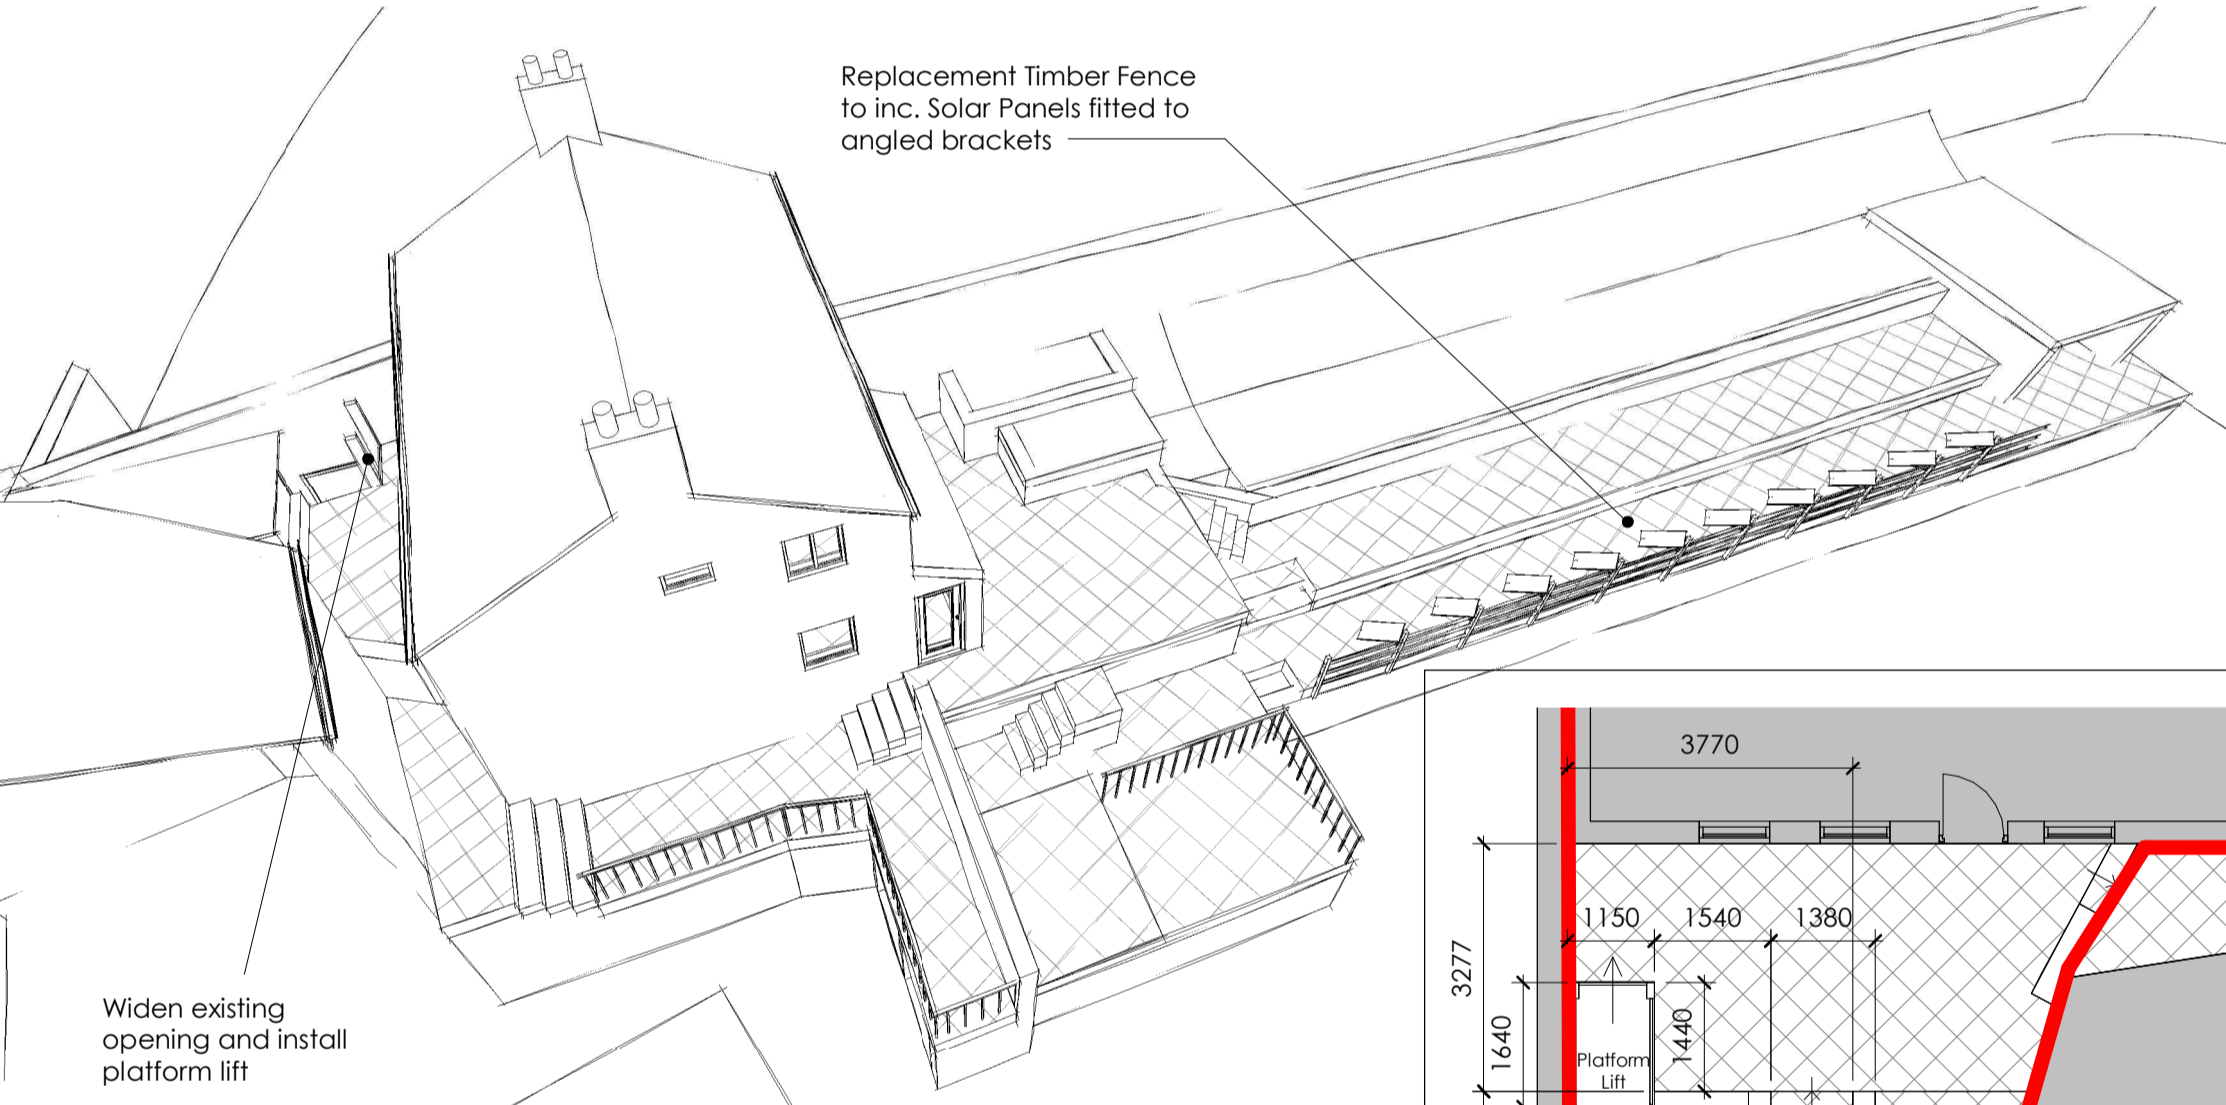 Replacement Timber Fence
to inc. Solar Panels fitted to
angled brackets
Widen existing
opening and install
platform lift
3770
1150
1540
1380
3277
1640
1440
Platform
Lift